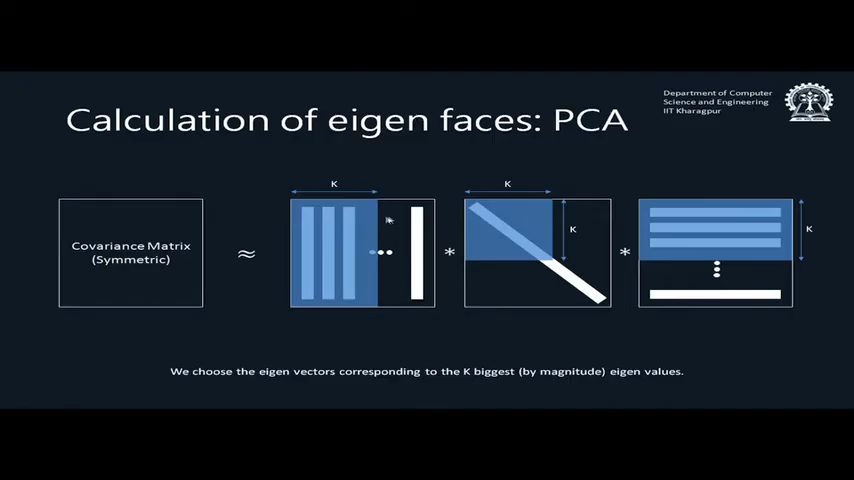 Department of Computer
Science and Engineering
IIT Kharagpur
Calculation of eigen faces: PCA
K
K
Covariance Matrix
(Symmetric)
≈
*
K
*
K
We choose the eigen vectors corresponding to the K biggest (by magnitude) eigen values.